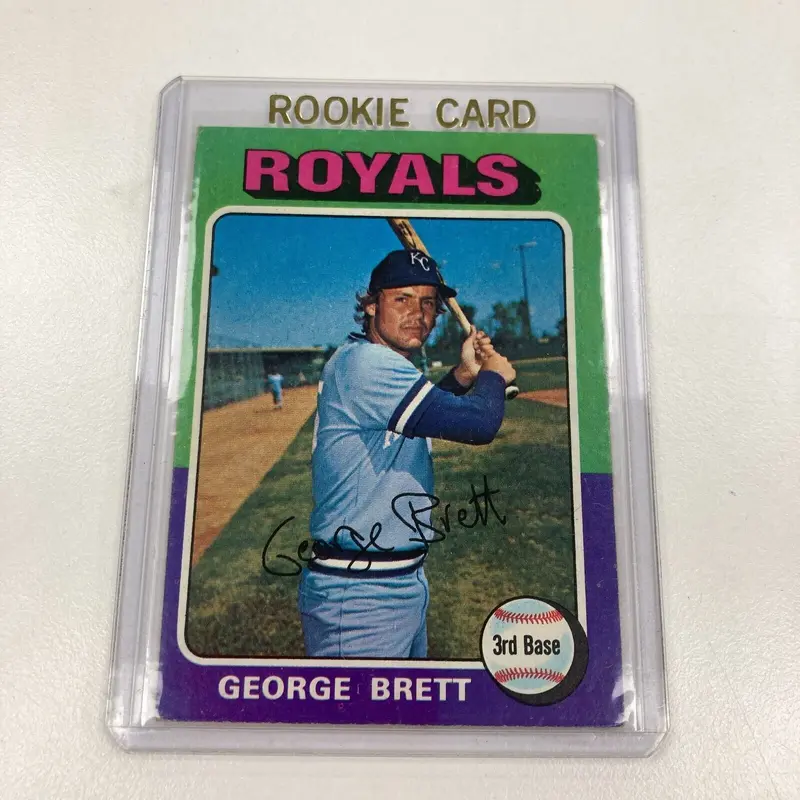 ROOKIE CARD
ROYALS
KC
George Brett
3rd Base
GEORGE BRETT